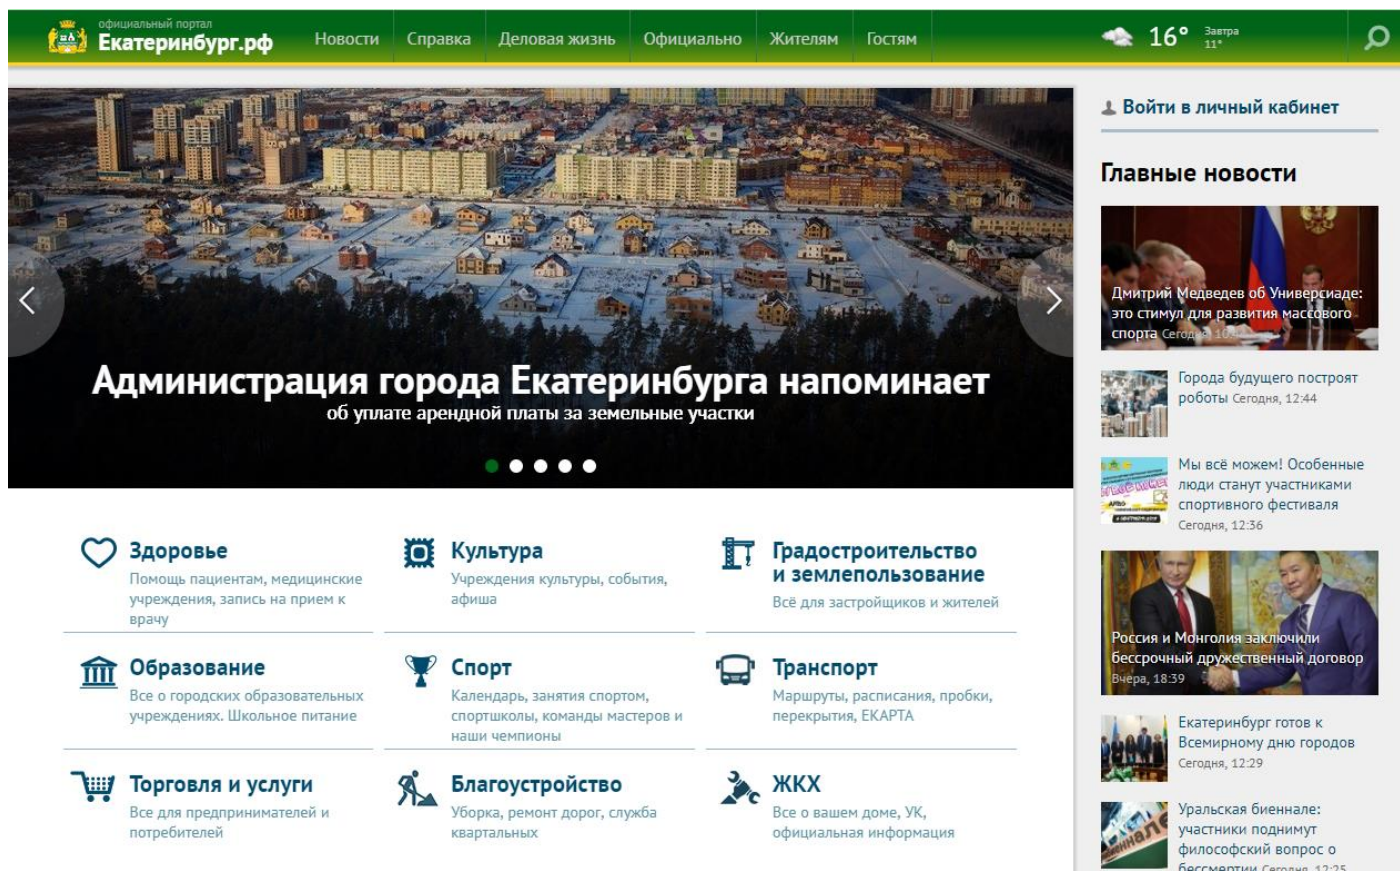 официальный портал
Екатеринбург.рф
Новости
Справка
Деловая жизнь
Официально
Жителям
Гостям
16°
Завтра
11°
Администрация города Екатеринбурга напоминает
об уплате арендной платы за земельные участки
Здоровье
Помощь пациентам, медицинские
учреждения, запись на прием к
врачу
Культура
Учреждения культуры, события,
афиша
Градостроительство
и землепользование
Всё для застройщиков и жителей
Образование
Все о городских образовательных
учреждениях. Школьное питание
Спорт
Календарь, занятия спортом,
спортшколы, команды мастеров и
наши чемпионы
Транспорт
Маршруты, расписания, пробки,
перекрытия, ЕКАРТА
Торговля и услуги
Все для предпринимателей и
потребителей
Благоустройство
Уборка, ремонт дорог, служба
квартальных
ЖКХ
Все о вашем доме, УК,
официальная информация
Войти в личный кабинет
Главные новости
Дмитрий Медведев об Универсиаде:
это стимул для развития массового
спорта Сегодня,
Города будущего построят
роботы Сегодня, 12:44
Мы всё можем! Особенные
люди станут участниками
спортивного фестиваля
Сегодня, 12:36
Россия и Монголия заключили
бессрочный дружественный договор
Вчера, 18:39
Екатеринбург готов к
Всемирному дню городов
Сегодня, 12:29
Уральская биеннале:
участники поднимут
философский вопрос о
бессмертии Сегодня, 12:25